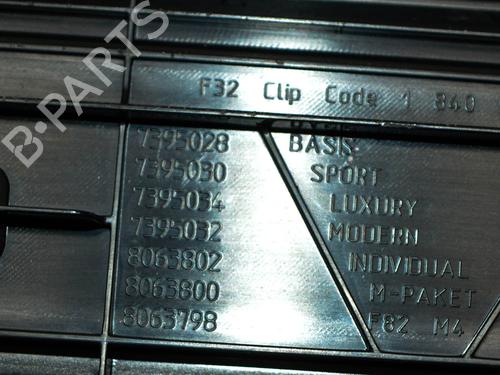 B-PARTS
F32 Clip Code 1 840
7395028 BASIS
7395030 SPORT
7395034 LUXURY
7395032 MODERN
8063802 INDIVIDUAL
8063800 M-PAKET
8063798 F82 M4